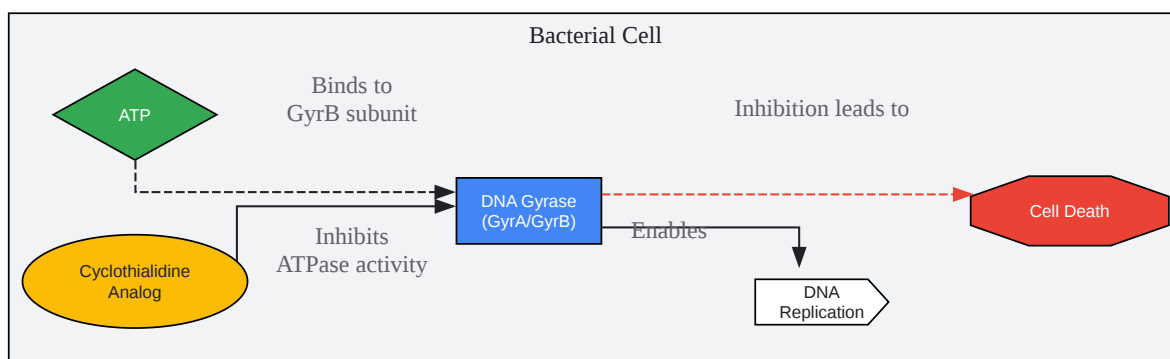 Bacterial Cell
ATP
Binds to
GyrB subunit
Inhibition leads to
DNA Gyrase
(GyrA/GyrB)
Cell Death
Enables
Inhibits
ATPase activity
Cyclothialidine
Analog
DNA
Replication